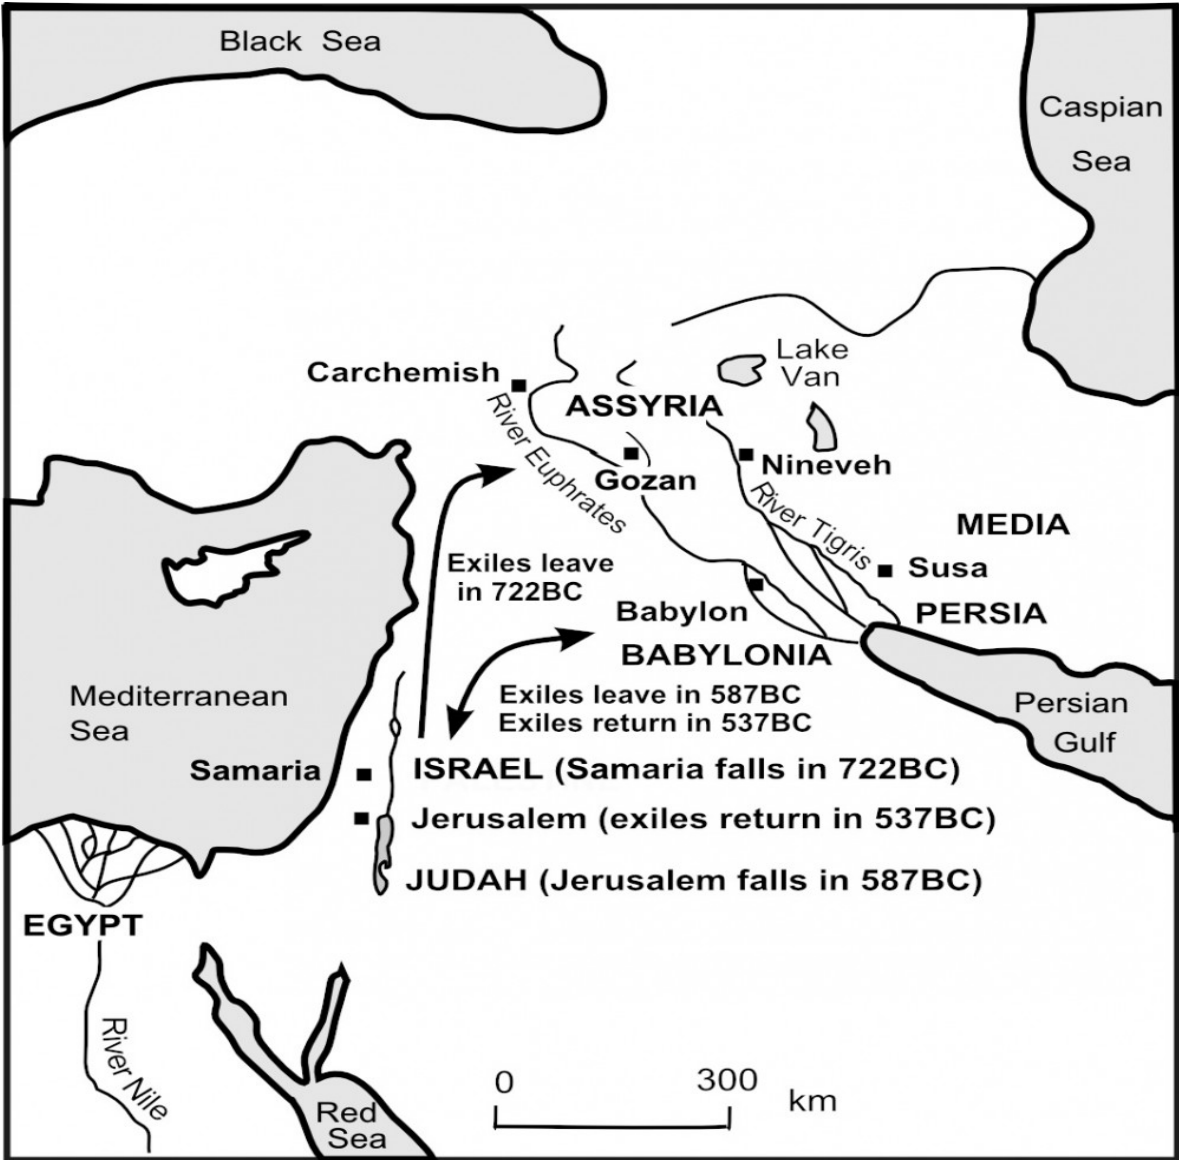 Black Sea
Caspian
Sea
Lake
Van
Carchemish
ASSYRIA
River Euphrates
Gozan
Nineveh
River Tigris
MEDIA
Susa
Exiles leave
in 722BC
Babylon
PERSIA
BABYLONIA
Mediterranean
Sea
Exiles leave in 587BC
Exiles return in 537BC
Persian
Gulf
Samaria
ISRAEL (Samaria falls in 722BC)
Jerusalem (exiles return in 537BC)
JUDAH (Jerusalem falls in 587BC)
EGYPT
River Nile
Red
Sea
0 300 km